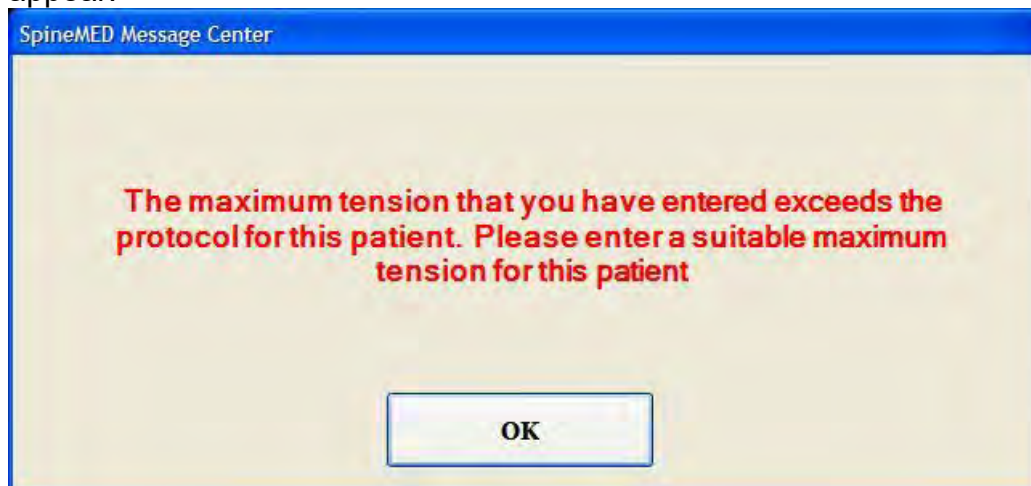 appear.
SpineMED Message Center
The maximum tension that you have entered exceeds the
protocol for this patient. Please enter a suitable maximum
tension for this patient
OK